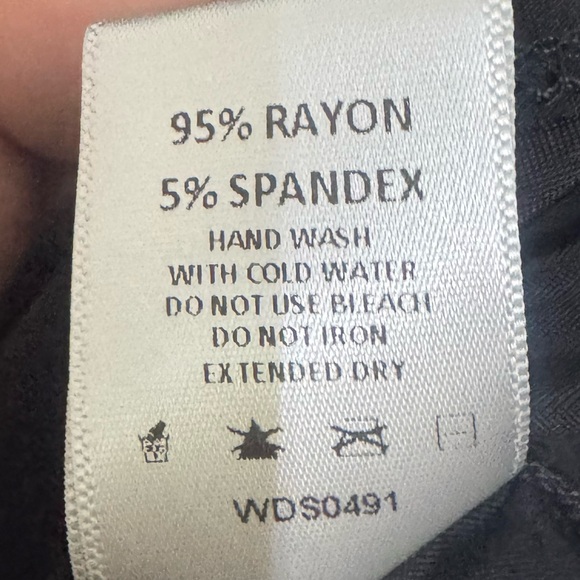 95% RAYON
5% SPANDEX
HAND WASH
WITH COLD WATER
DO NOT USE BLEACH
DO NOT IRON
EXTENDED DRY
WDS0491